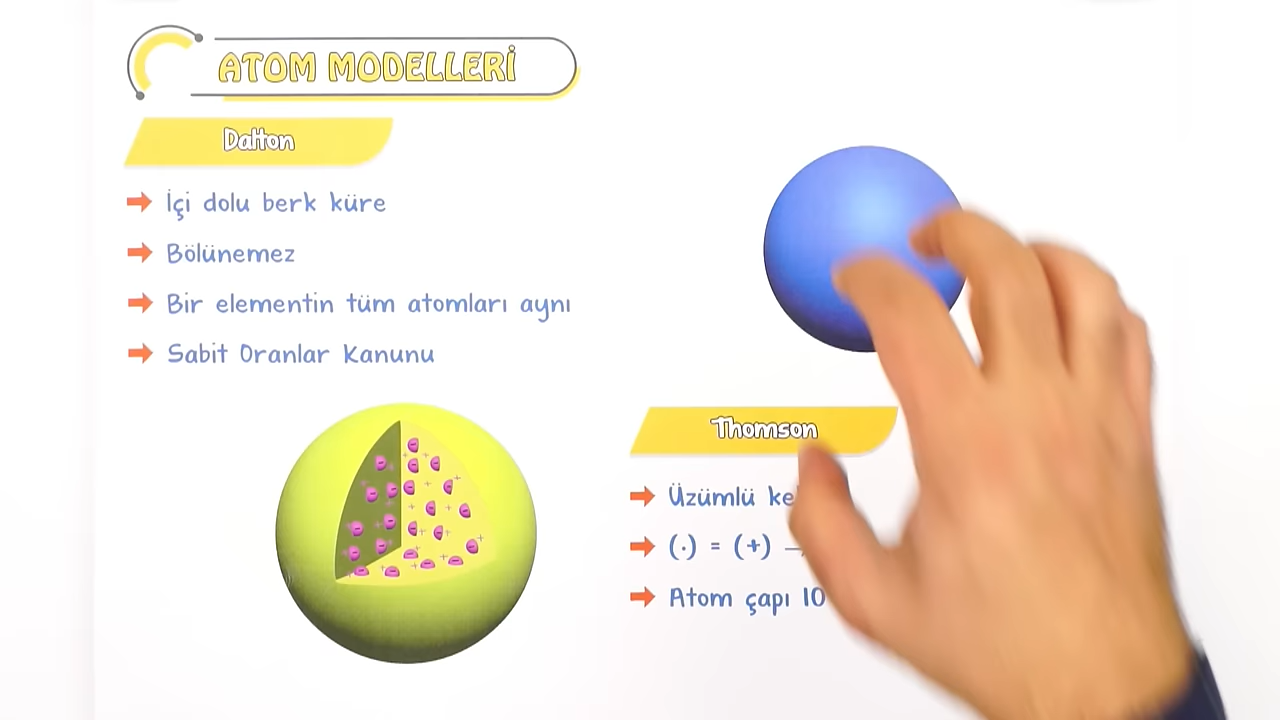 ATOM MODELLERİ
Dalton
İçi dolu berk küre
Bölünemez
Bir elementin tüm atomları aynı
Sabit Oranlar Kanunu
Thomson
Üzümlü
(·) = (+)
Atom çapı 10